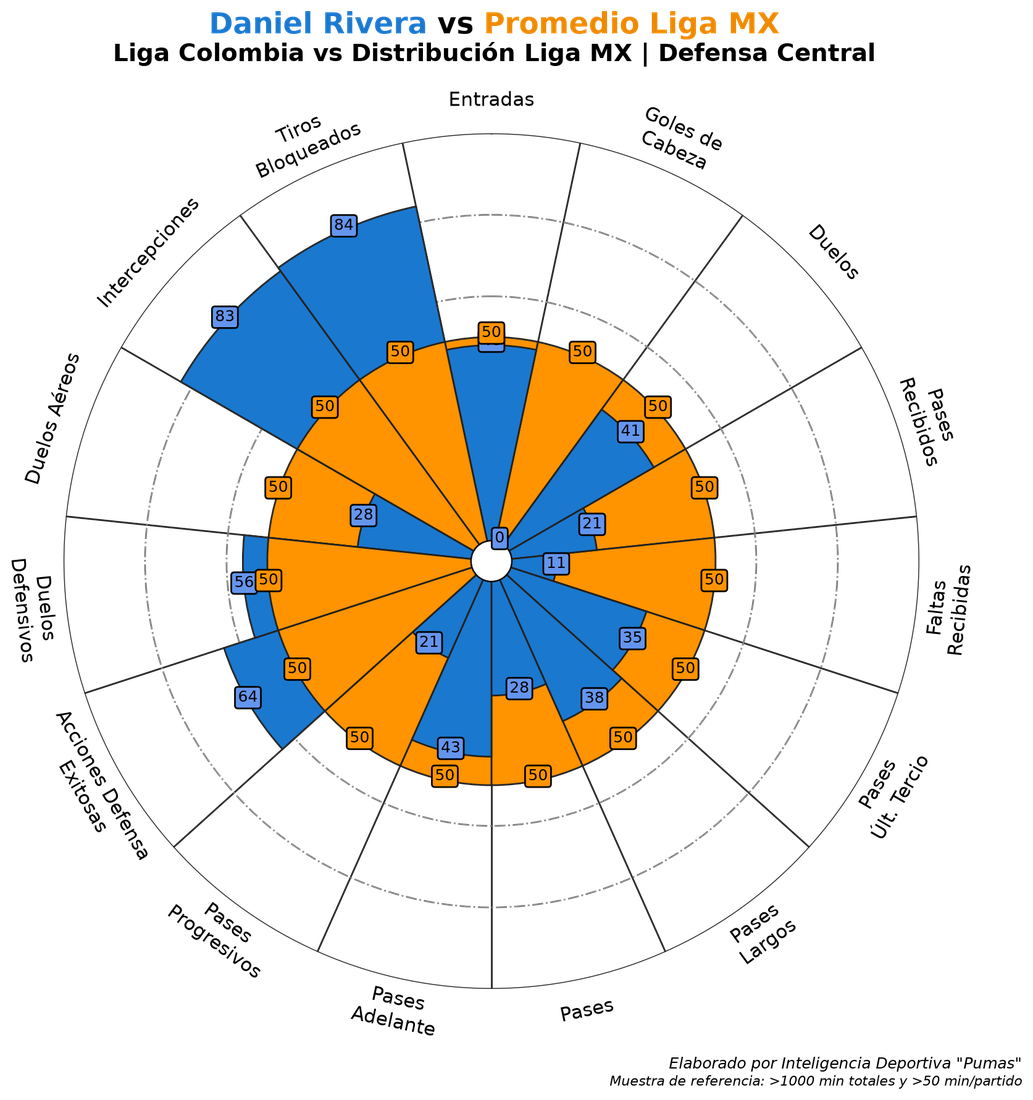 Daniel Rivera vs Promedio Liga MX
Liga Colombia vs Distribución Liga MX | Defensa Central
Entradas
Goles de
Cabeza
Duelos
Pases
Recibidos
Faltas
Recibidas
Pases
Últ. Tercio
Pases
Largos
Pases
Pases
Adelante
Pases
Progresivos
Acciones Defensa
Exitosas
Duelos
Defensivos
Duelos Aéreos
Intercepciones
Tiros
Bloqueados
50
50
0
50
41
50
21
50
11
50
35
50
38
50
28
50
43
50
21
50
64
50
56
50
28
50
83
50
84
Elaborado por Inteligencia Deportiva "Pumas"
Muestra de referencia: >1000 min totales y >50 min/partido